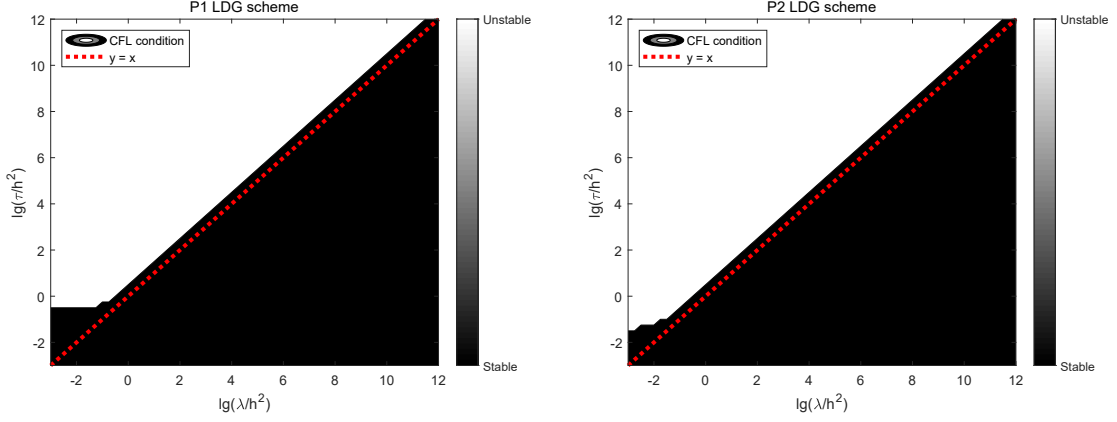 P1 LDG scheme
12
10
8
6
4
2
0
-2
lg(τ/h²)
CFL condition
y = x
-2 0 2 4 6 8 10 12
lg(λ/h²)
Unstable
Stable
P2 LDG scheme
12
10
8
6
4
2
0
-2
lg(τ/h²)
CFL condition
y = x
-2 0 2 4 6 8 10 12
lg(λ/h²)
Unstable
Stable